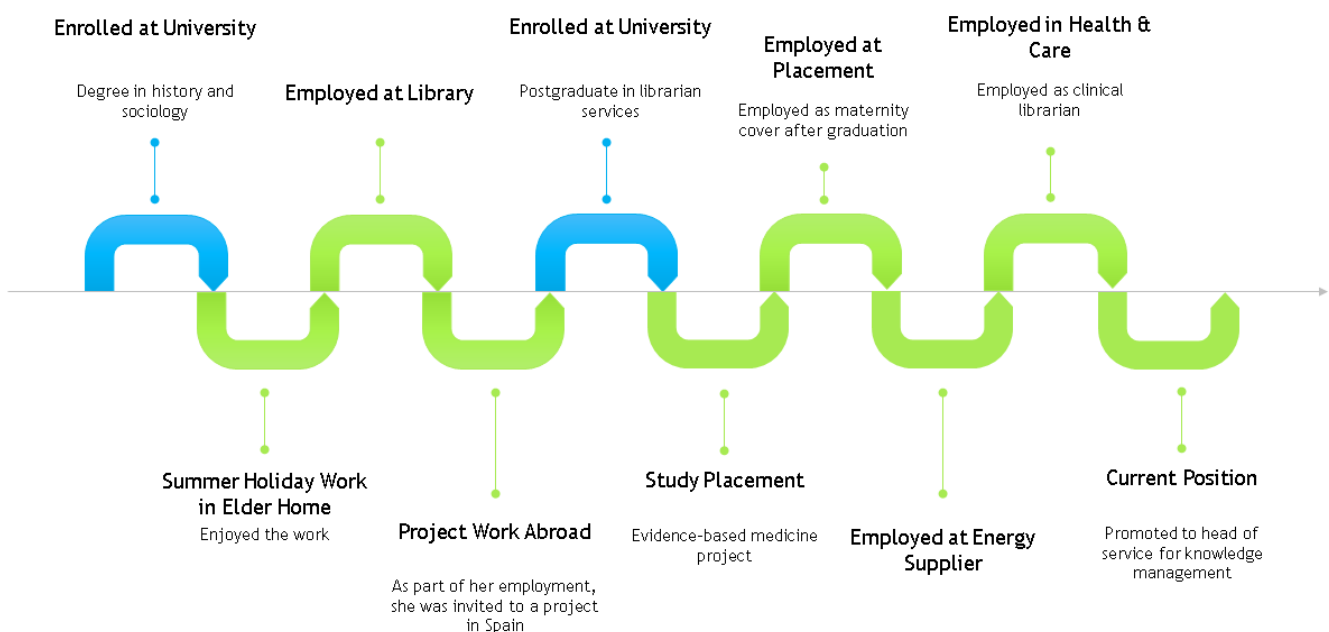 Enrolled at University
Degree in history and
sociology
Summer Holiday Work
in Elder Home
Enjoyed the work
Employed at Library
Project Work Abroad
As part of her employment,
she was invited to a project
in Spain
Enrolled at University
Postgraduate in librarian
services
Study Placement
Evidence-based medicine
project
Employed at
Placement
Employed as maternity
cover after graduation
Employed at Energy
Supplier
Employed in Health &
Care
Employed as clinical
librarian
Current Position
Promoted to head of
service for knowledge
management